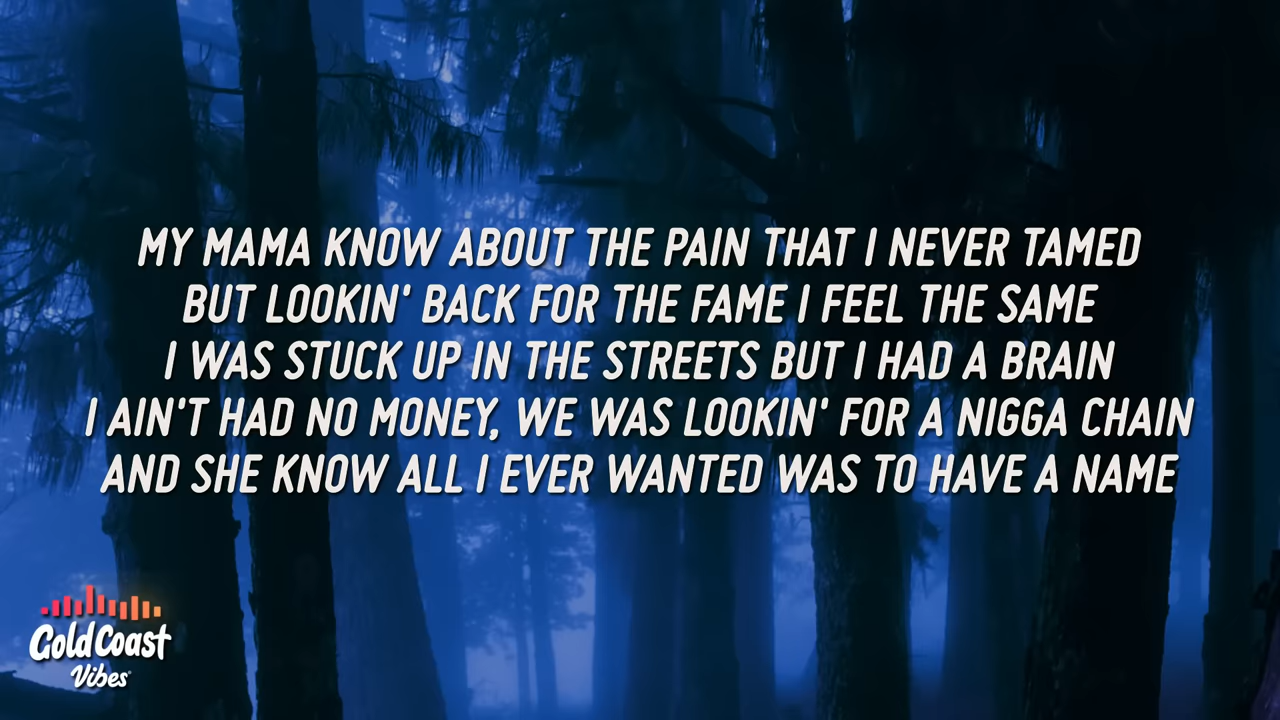 MY MAMA KNOW ABOUT THE PAIN THAT I NEVER TAMED
BUT LOOKIN' BACK FOR THE FAME I FEEL THE SAME
I WAS STUCK UP IN THE STREETS BUT I HAD A BRAIN
I AIN'T HAD NO MONEY, WE WAS LOOKIN' FOR A NIGGA CHAIN
AND SHE KNOW ALL I EVER WANTED WAS TO HAVE A NAME
Gold Coast
Vibes